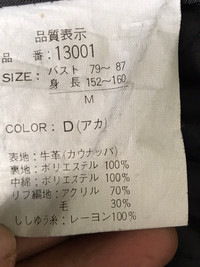 品質表示
品 番:13001
SIZE: バスト 79~ 87
身 長 152~160
M
COLOR: D(アカ)
表地:牛革(カウナッパ)
裏地:ポリエステル 100%
中綿:ポリエステル 100%
リブ編地:アクリル 70%
毛 30%
ししゅう糸:レーヨン100%